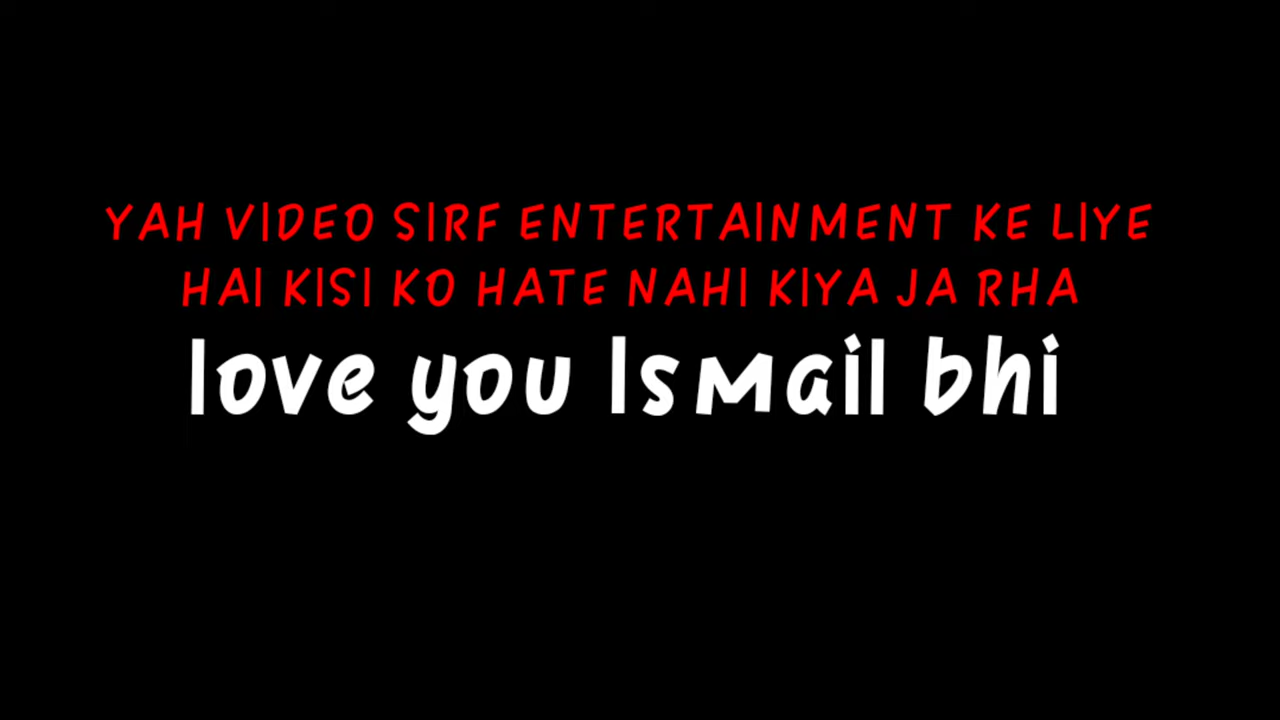 YAH VIDEO SIRF ENTERTAINMENT KE LIYE
HAI KISI KO HATE NAHI KIYA JA RHA
love you Ismail bhi